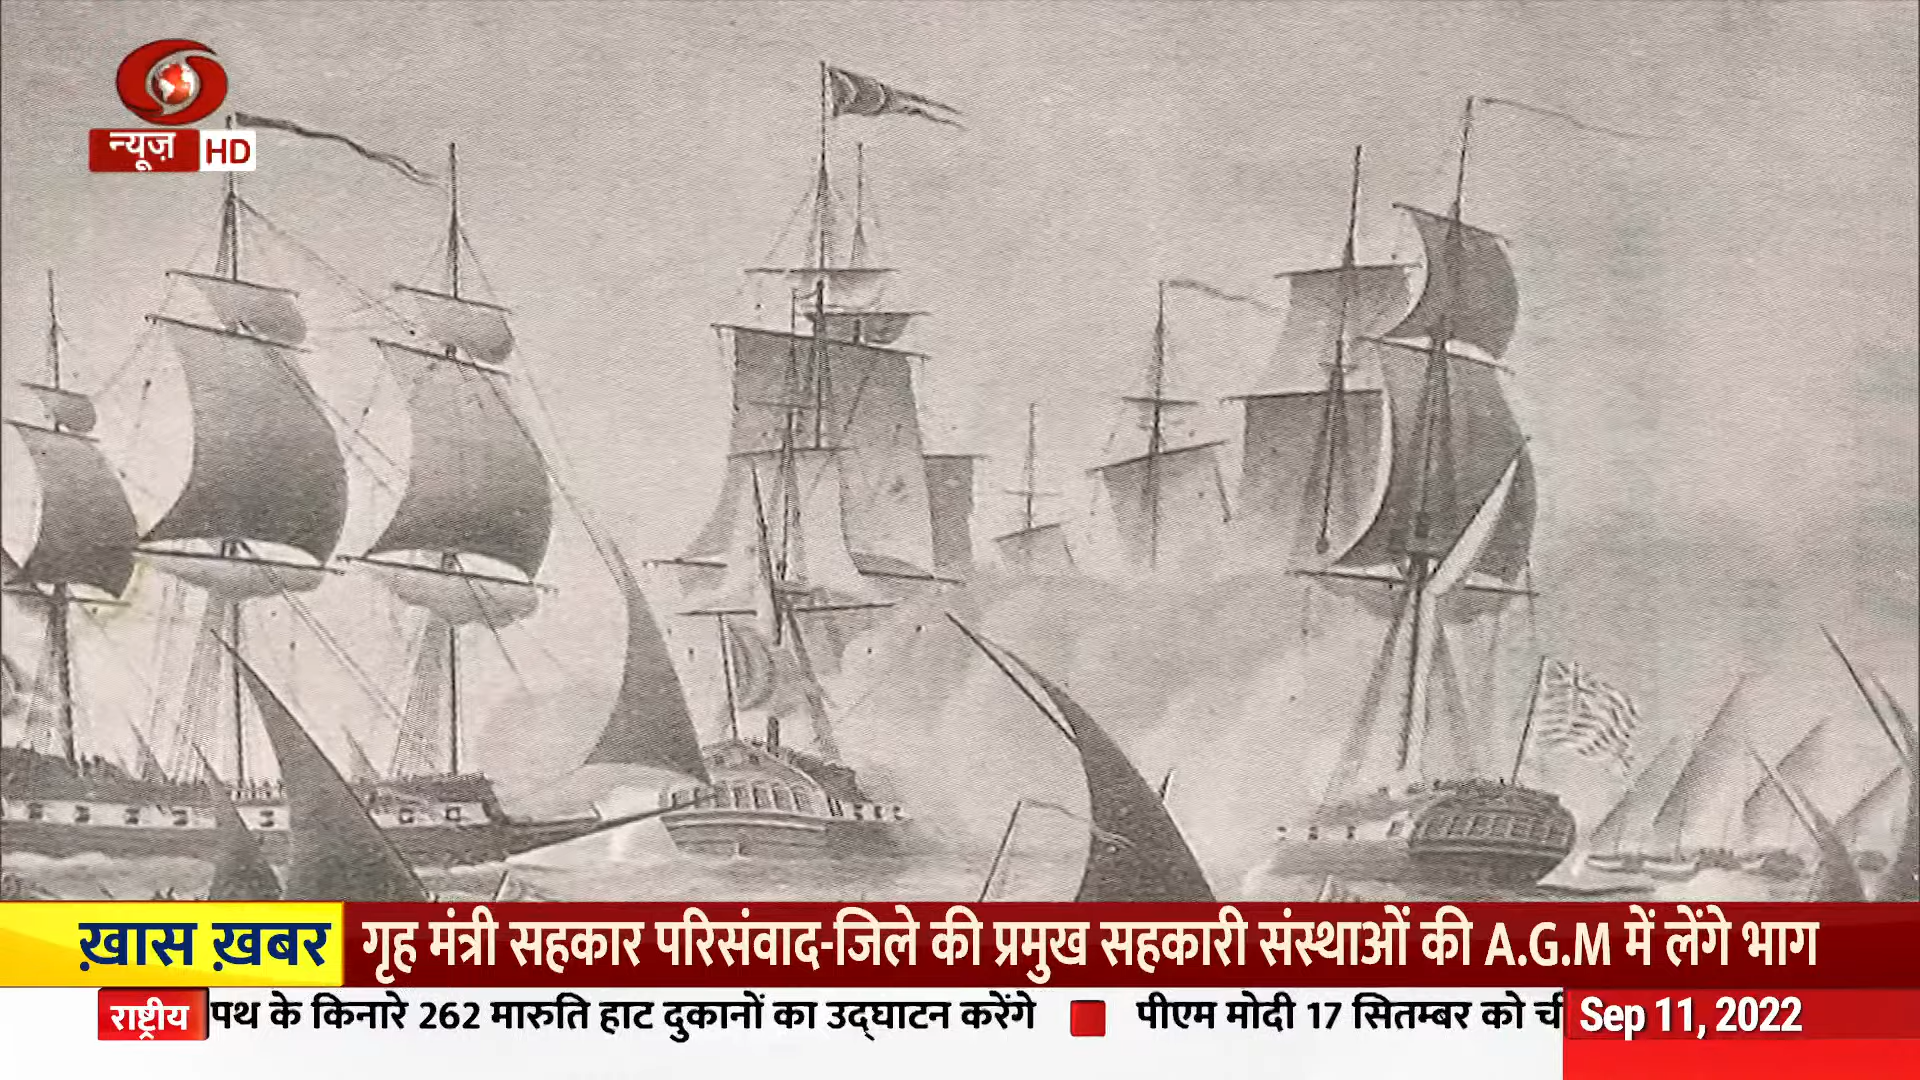 न्यूज़ HD
ख़ास ख़बर
गृह मंत्री सहकार परिसंवाद-जिले की प्रमुख सहकारी संस्थाओं की A.G.M में लेंगे भाग
राष्ट्रीय
पथ के किनारे 262 मारुति हाट दुकानों का उद्घाटन करेंगे
पीएम मोदी 17 सितम्बर को ची
Sep 11, 2022